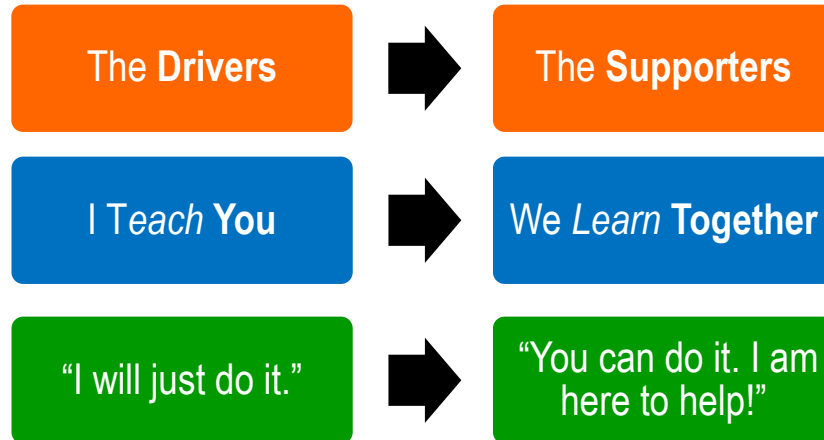 The Drivers
The Supporters
I Teach You
We Learn Together
“I will just do it.”
“You can do it. I am
here to help!”